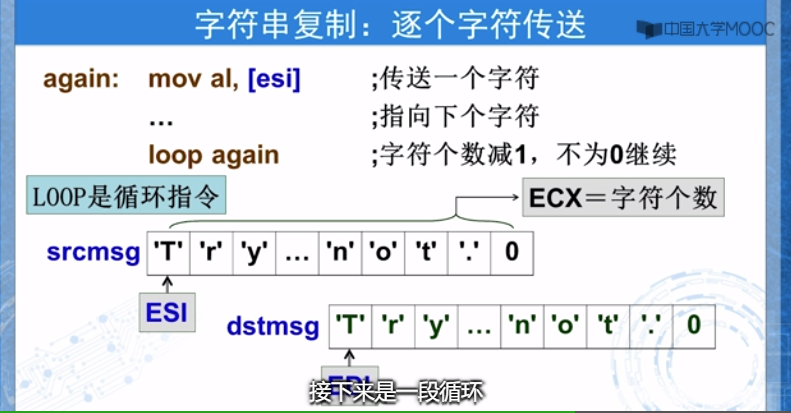 字符串复制：逐个字符传送
中国大学MOOC
again: mov al, [esi] ;传送一个字符
… ;指向下个字符
loop again ;字符个数减1，不为0继续
LOOP是循环指令
ECX＝字符个数
srcmsg 'T' 'r' 'y' … 'n' 'o' 't' '.' 0
ESI
dstmsg 'T' 'r' 'y' … 'n' 'o' 't' '.' 0
接下来是一段循环